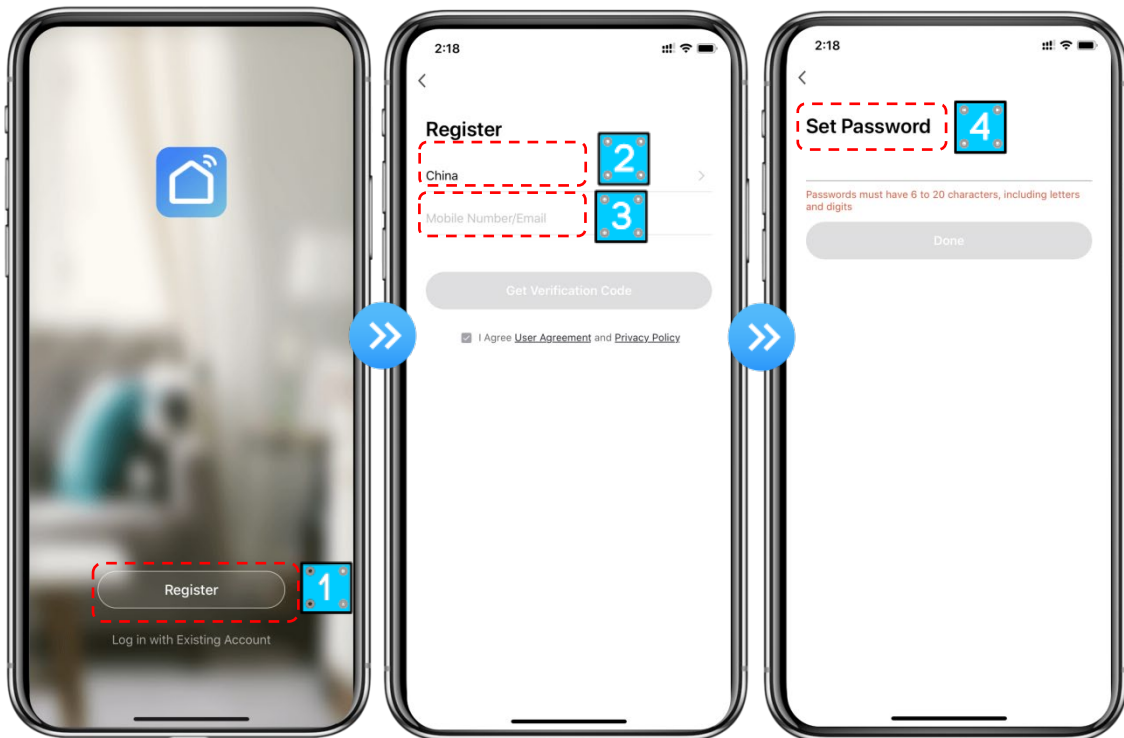 Register
1
Log in with Existing Account
2:18
Register
China
2
Mobile Number/Email
3
Get Verification Code
I Agree User Agreement and Privacy Policy
2:18
Set Password
4
Passwords must have 6 to 20 characters, including letters
and digits
Done